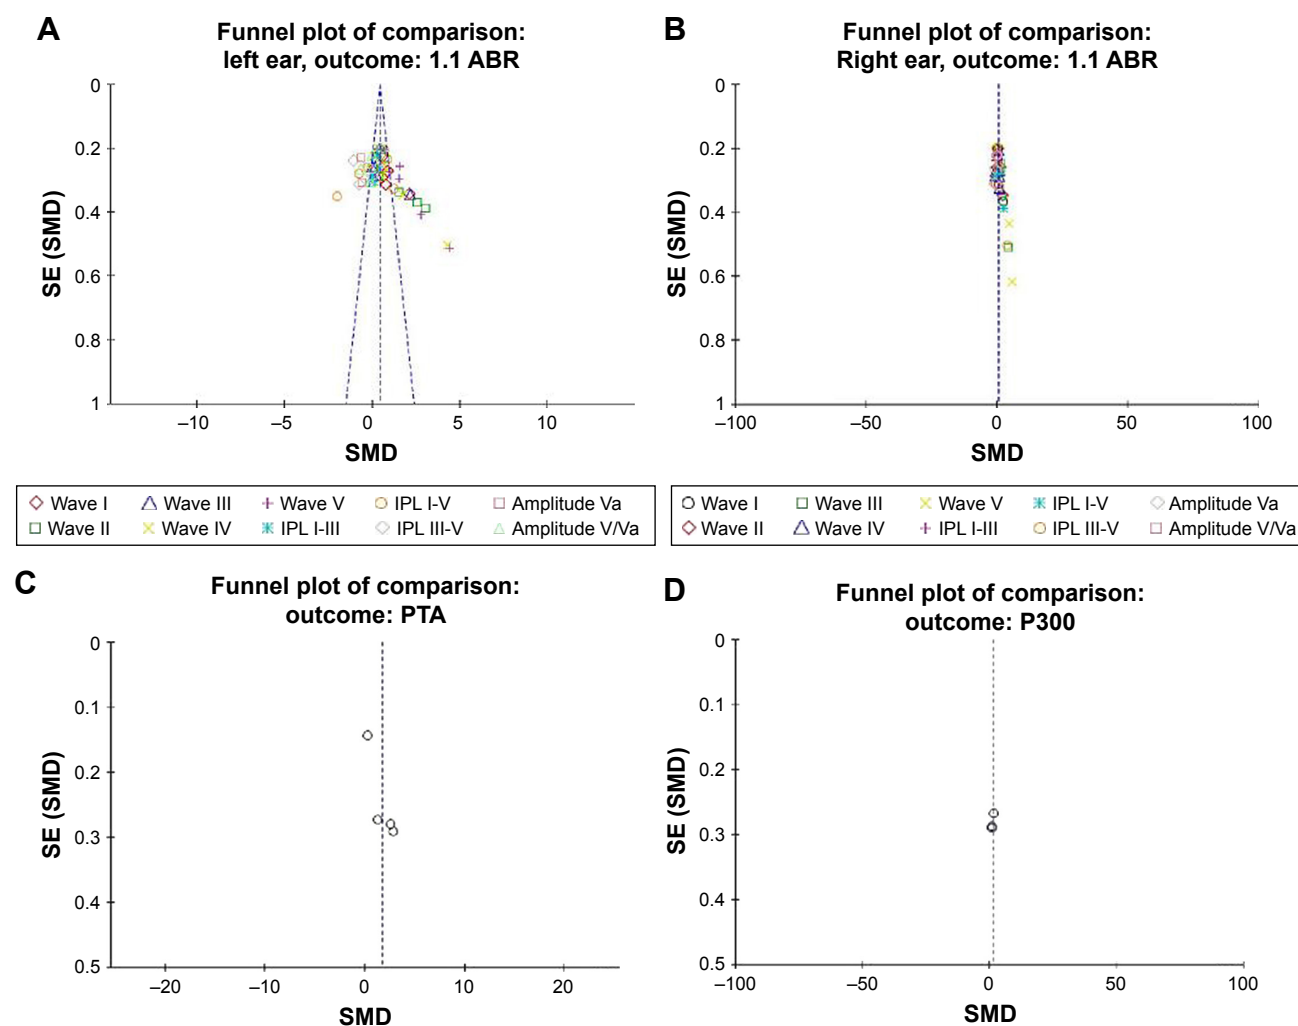 A
Funnel plot of comparison:
left ear, outcome: 1.1 ABR
0
0.2
0.4
0.6
0.8
1
SE (SMD)
–10
–5
0
5
10
SMD
Wave I
Wave III
Wave V
IPL I-V
Amplitude Va
Wave II
Wave IV
IPL I-III
IPL III-V
Amplitude V/Va
B
Funnel plot of comparison:
Right ear, outcome: 1.1 ABR
0
0.2
0.4
0.6
0.8
1
SE (SMD)
–100
–50
0
50
100
SMD
Wave I
Wave III
Wave V
IPL I-V
Amplitude Va
Wave II
Wave IV
IPL I-III
IPL III-V
Amplitude V/Va
C
Funnel plot of comparison:
outcome: PTA
0
0.1
0.2
0.3
0.4
0.5
SE (SMD)
–20
–10
0
10
20
SMD
D
Funnel plot of comparison:
outcome: P300
0
0.1
0.2
0.3
0.4
0.5
SE (SMD)
–100
–50
0
50
100
SMD